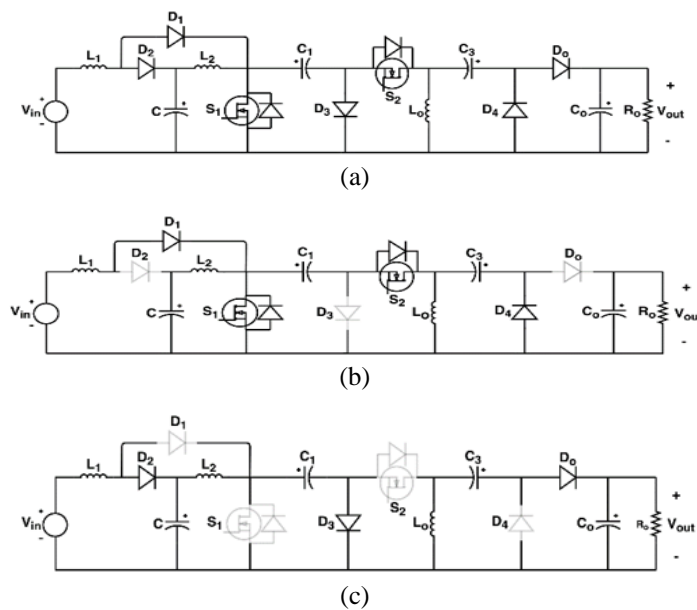 D1
L1 D2 L2 C1 C3 Do
S2
Vin + - C + S1 + D3 Lo + D4 Co + Ro + Vout -
(a)
D1
L1 D2 L2 C1 C3 Do
S2
Vin + - C + S1 + D3 Lo + D4 Co + Ro + Vout -
(b)
D1
L1 D2 L2 C1 C3 Do
S2
Vin + - C + S1 + D3 Lo + D4 Co + Ro + Vout -
(c)